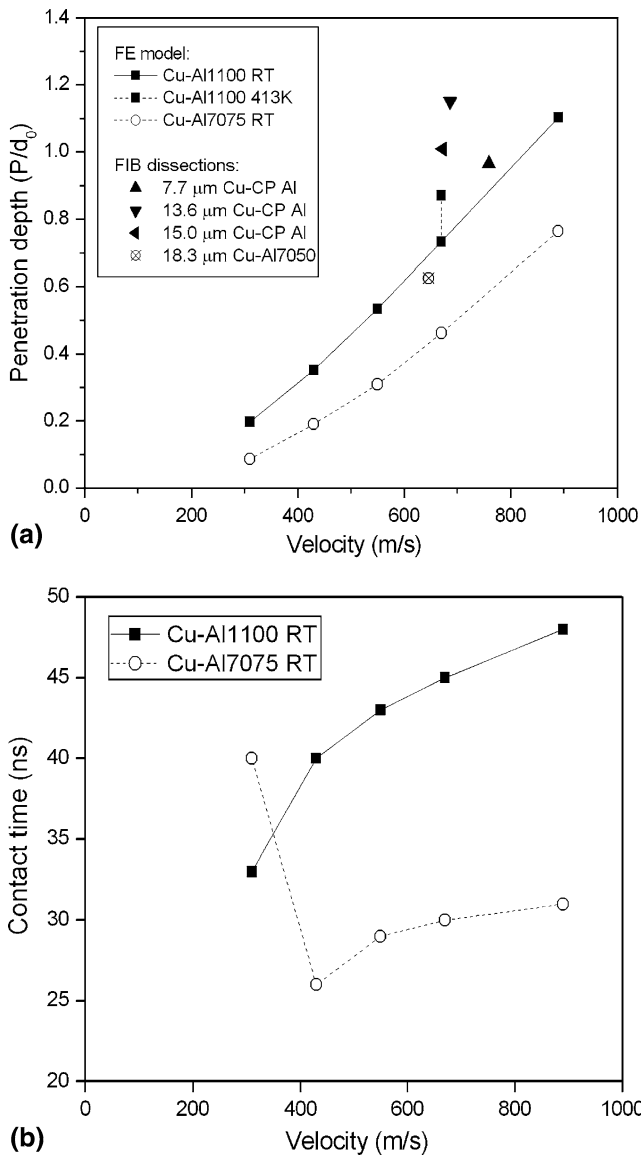 1.4
1.2
1.0
0.8
0.6
0.4
0.2
0.0
Penetration depth (P/d0)
FE model:
Cu-Al1100 RT
Cu-Al1100 413K
Cu-Al7075 RT
FIB dissections:
7.7 μm Cu-CP Al
13.6 μm Cu-CP Al
15.0 μm Cu-CP Al
18.3 μm Cu-Al7050
0 200 400 600 800 1000
Velocity (m/s)
(a)
50
45
40
35
30
25
20
Contact time (ns)
Cu-Al1100 RT
Cu-Al7075 RT
0 200 400 600 800 1000
Velocity (m/s)
(b)